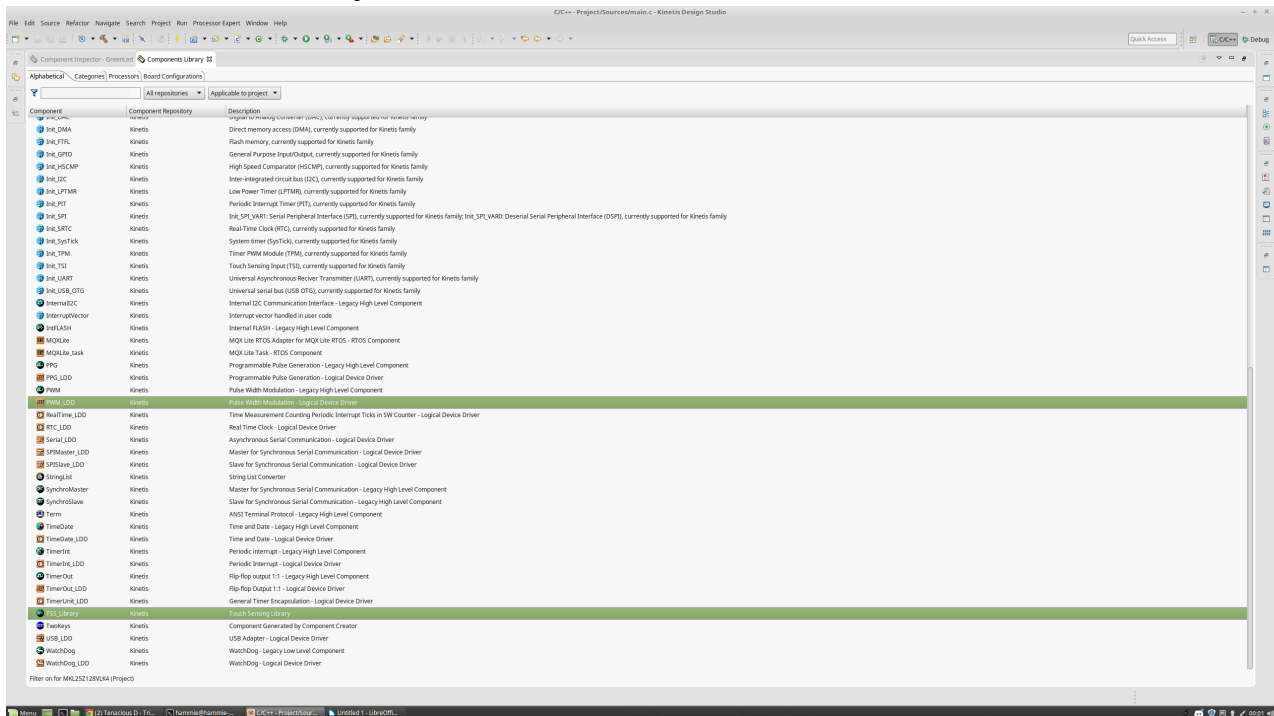 C/C++ - Project/Sources/main.c - Kinetis Design Studio
File Edit Source Refactor Navigate Search Project Run Processor Expert Window Help
Quick Access C/C++ Debug
Component Inspector - GreenLed Components Library
Alphabetical Categories Processors Board Configurations
All repositories Applicable to project
Component Component Repository Description
Init_DAC Kinetis Digital to Analog Converter (DAC), currently supported for Kinetis family
Init_DMA Kinetis Direct memory access (DMA), currently supported for Kinetis family
Init_FTFL Kinetis Flash memory, currently supported for Kinetis family
Init_GPIO Kinetis General Purpose Input/Output, currently supported for Kinetis family
Init_HSCMP Kinetis High Speed Comparator (HSCMP), currently supported for Kinetis family
Init_I2C Kinetis Inter-integrated circuit bus (I2C), currently supported for Kinetis family
Init_LPTMR Kinetis Low Power Timer (LPTMR), currently supported for Kinetis family
Init_PIT Kinetis Periodic Interrupt Timer (PIT), currently supported for Kinetis family
Init_SPI Kinetis Init_SPI_VAR1: Serial Peripheral Interface (SPI), currently supported for Kinetis family; Init_SPI_VAR0: Deserial Serial Peripheral Interface (DSPI), currently supported for Kinetis family
Init_SRTC Kinetis Real-Time Clock (RTC), currently supported for Kinetis family
Init_SysTick Kinetis System timer (SysTick), currently supported for Kinetis family
Init_TPM Kinetis Timer PWM Module (TPM), currently supported for Kinetis family
Init_TSI Kinetis Touch Sensing Input (TSI), currently supported for Kinetis family
Init_UART Kinetis Universal Asynchronous Reciver Transmitter (UART), currently supported for Kinetis family
Init_USB_OTG Kinetis Universal serial bus (USB OTG), currently supported for Kinetis family
InternalI2C Kinetis Internal I2C Communication Interface - Legacy High Level Component
InterruptVector Kinetis Interrupt vector handled in user code
IntFLASH Kinetis Internal FLASH - Legacy High Level Component
MQXLite Kinetis MQX Lite RTOS Adapter for MQX Lite RTOS - RTOS Component
MQXLite_task Kinetis MQX Lite Task - RTOS Component
PPG Kinetis Programmable Pulse Generation - Legacy High Level Component
PPG_LDD Kinetis Programmable Pulse Generation - Logical Device Driver
PWM Kinetis Pulse Width Modulation - Legacy High Level Component
PWM_LDD Kinetis Pulse Width Modulation - Logical Device Driver
RealTime_LDD Kinetis Time Measurement Counting Periodic Interrupt Ticks in SW Counter - Logical Device Driver
RTC_LDD Kinetis Real Time Clock - Logical Device Driver
Serial_LDD Kinetis Asynchronous Serial Communication - Logical Device Driver
SPIMaster_LDD Kinetis Master for Synchronous Serial Communication - Logical Device Driver
SPISlave_LDD Kinetis Slave for Synchronous Serial Communication - Logical Device Driver
StringList Kinetis String List Converter
SynchroMaster Kinetis Master for Synchronous Serial Communication - Legacy High Level Component
SynchroSlave Kinetis Slave for Synchronous Serial Communication - Legacy High Level Component
Term Kinetis ANSI Terminal Protocol - Legacy High Level Component
TimeDate Kinetis Time and Date - Legacy High Level Component
TimeDate_LDD Kinetis Time and Date - Logical Device Driver
TimerInt Kinetis Periodic interrupt - Legacy High Level Component
TimerInt_LDD Kinetis Periodic Interrupt - Logical Device Driver
TimerOut Kinetis Flip-flop output 1:1 - Legacy High Level Component
TimerOut_LDD Kinetis Flip-flop Output 1:1 - Logical Device Driver
TimerUnit_LDD Kinetis General Timer Encapsulation - Logical Device Driver
TSS_Library Kinetis Touch Sensing Library
TwoKeys Kinetis Component Generated by Component Creator
USB_LDD Kinetis USB Adapter - Logical Device Driver
WatchDog Kinetis WatchDog - Legacy Low Level Component
WatchDog_LDD Kinetis WatchDog - Logical Device Driver
Filter on for MKL25Z128VLK4 (Project)
Menu (2) Tenacious D - Tri... hammie@hammie-... C/C++ - Project/Sour... Untitled 1 - LibreOffi... 00:01